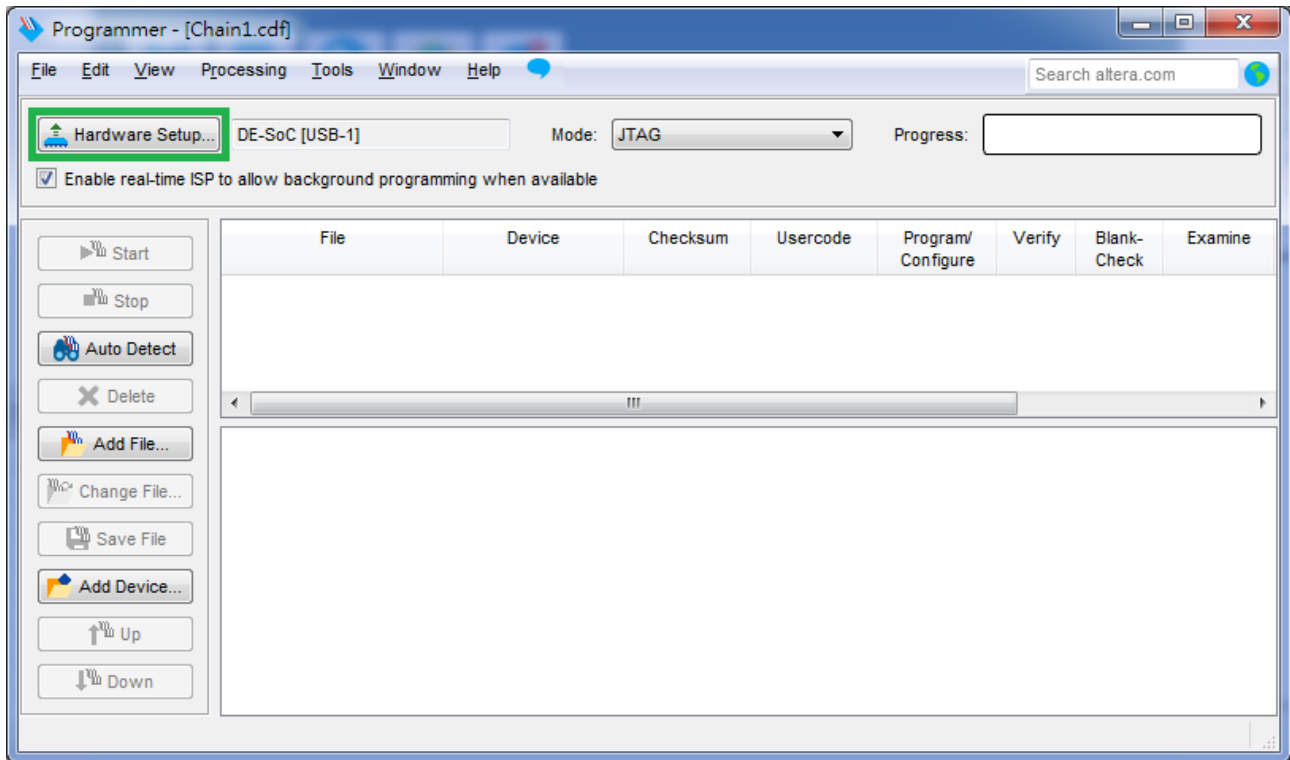 Programmer - [Chain1.cdf]
File Edit View Processing Tools Window Help
Search altera.com
Hardware Setup... DE-SoC [USB-1] Mode: JTAG Progress:
Enable real-time ISP to allow background programming when available
File Device Checksum Usercode Program/ Configure Verify Blank- Check Examine
Start
Stop
Auto Detect
Delete
Add File...
Change File...
Save File
Add Device...
Up
Down